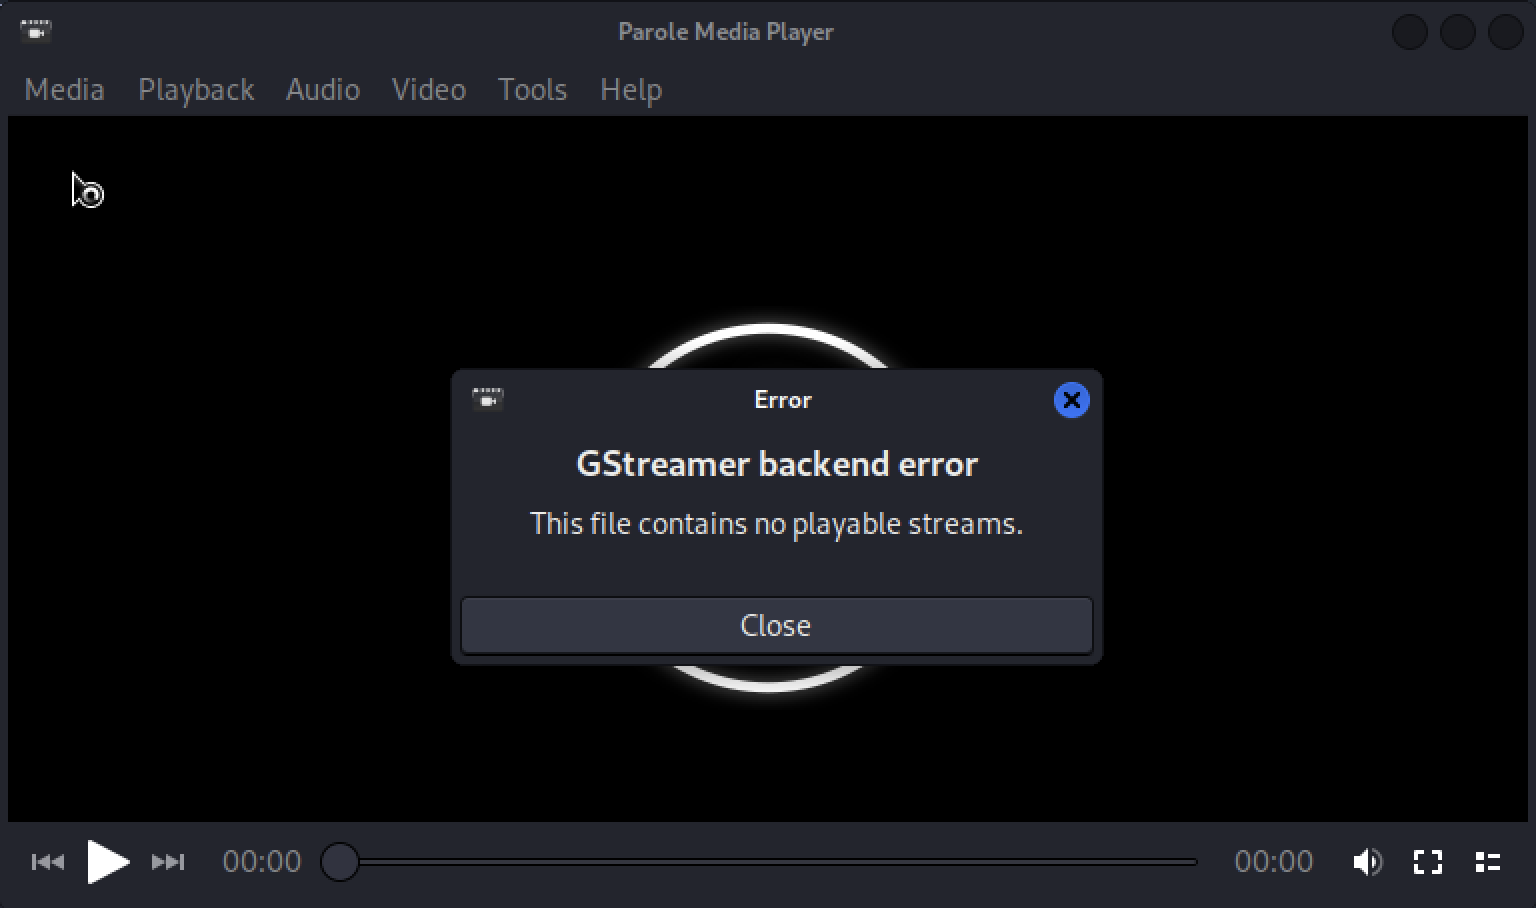 Parole Media Player
Media Playback Audio Video Tools Help
Error
GStreamer backend error
This file contains no playable streams.
Close
00:00 00:00